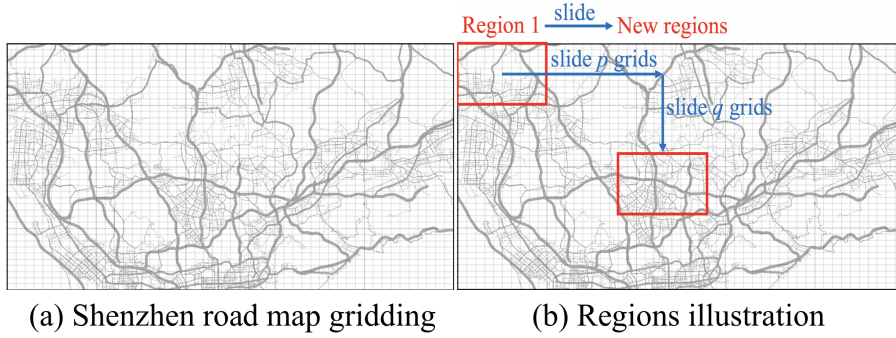 Region 1 slide New regions
slide p grids
slide q grids
(a) Shenzhen road map gridding
(b) Regions illustration